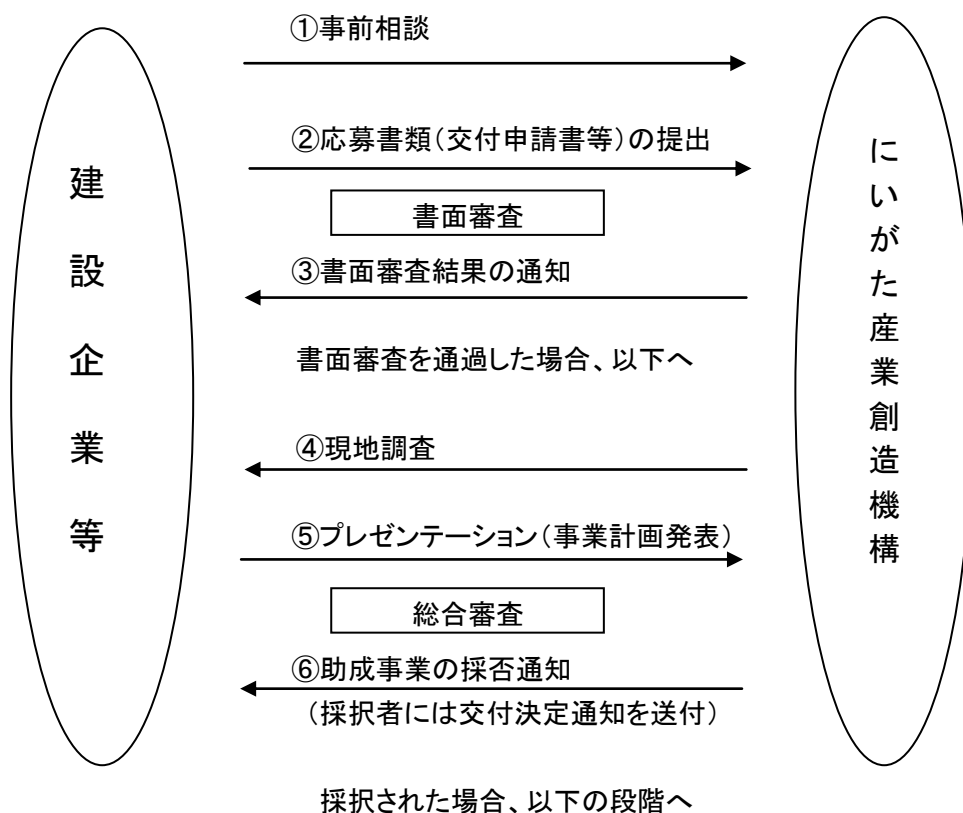 ①事前相談
②応募書類(交付申請書等)の提出
書面審査
③書面審査結果の通知
書面審査を通過した場合、以下へ
④現地調査
⑤プレゼンテーション(事業計画発表)
総合審査
⑥助成事業の採否通知
(採択者には交付決定通知を送付)
採択された場合、以下の段階へ
建設企業等
にいがた産業創造機構